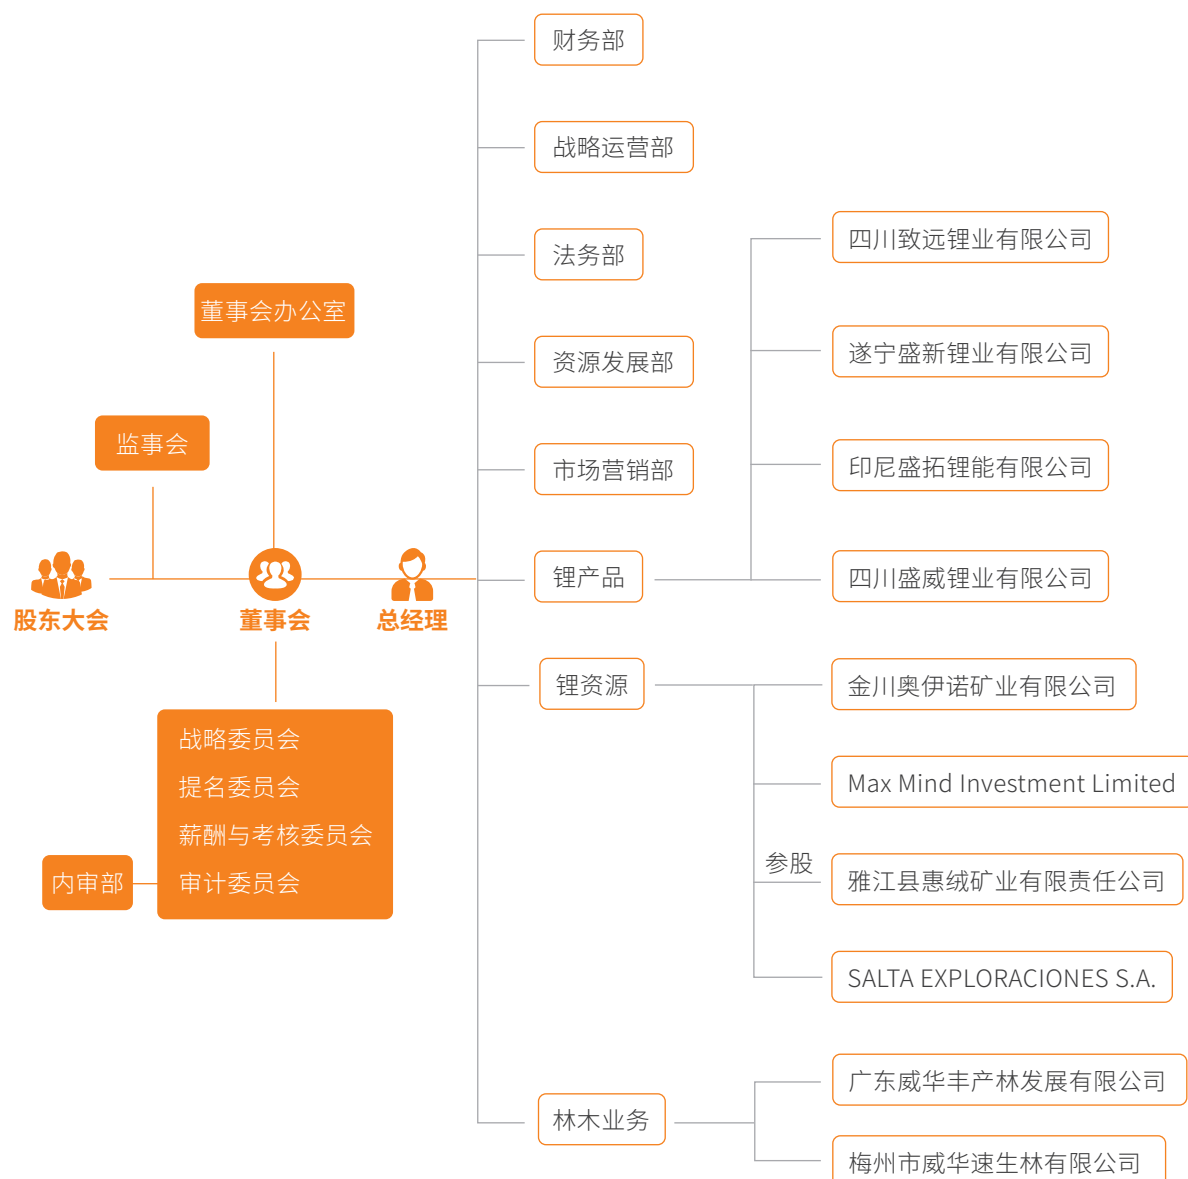 财务部
战略运营部
法务部
资源发展部
市场营销部
锂产品
锂资源
林木业务
四川致远锂业有限公司
遂宁盛新锂业有限公司
印尼盛拓锂能有限公司
四川盛威锂业有限公司
金川奥伊诺矿业有限公司
Max Mind Investment Limited
参股
雅江县惠绒矿业有限责任公司
SALTA EXPLORACIONES S.A.
广东威华丰产林发展有限公司
梅州市威华速生林有限公司
董事会办公室
监事会
股东大会
董事会
总经理
战略委员会
提名委员会
薪酬与考核委员会
审计委员会
内审部